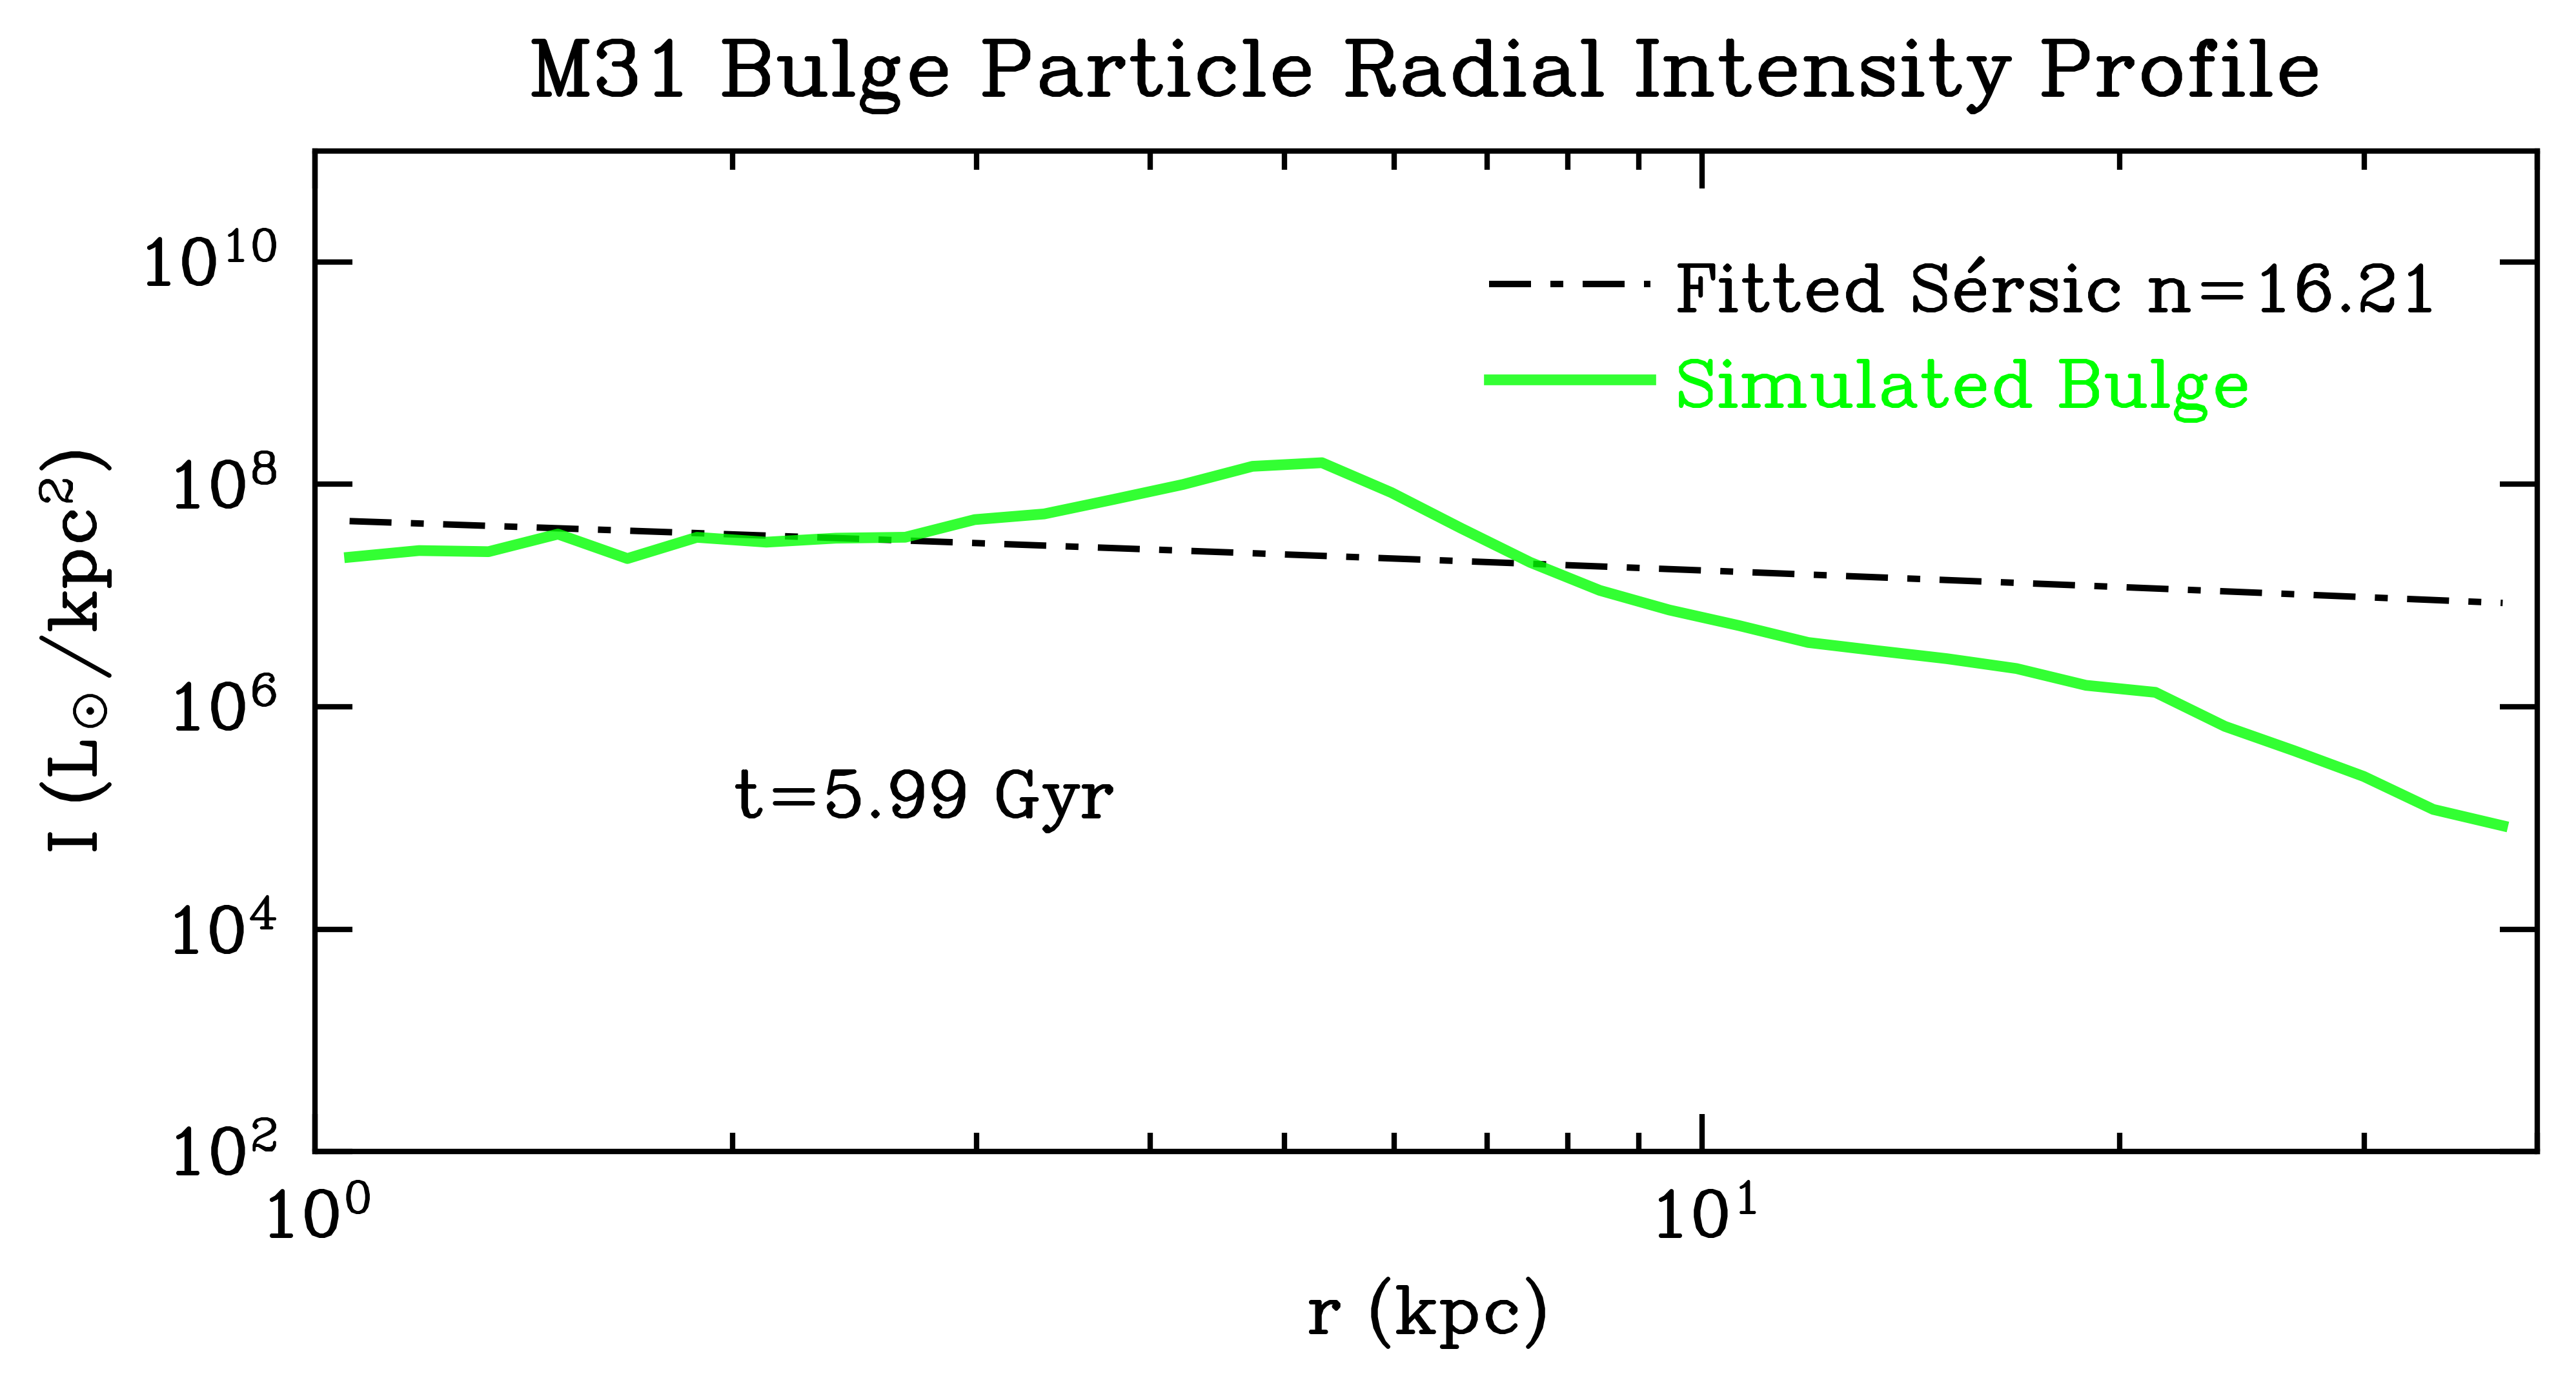 M31 Bulge Particle Radial Intensity Profile
10¹⁰
10⁸
10⁶
10⁴
10²
I (L⊙/kpc²)
Fitted Sérsic n=16.21
Simulated Bulge
t=5.99 Gyr
10⁰
10¹
r (kpc)